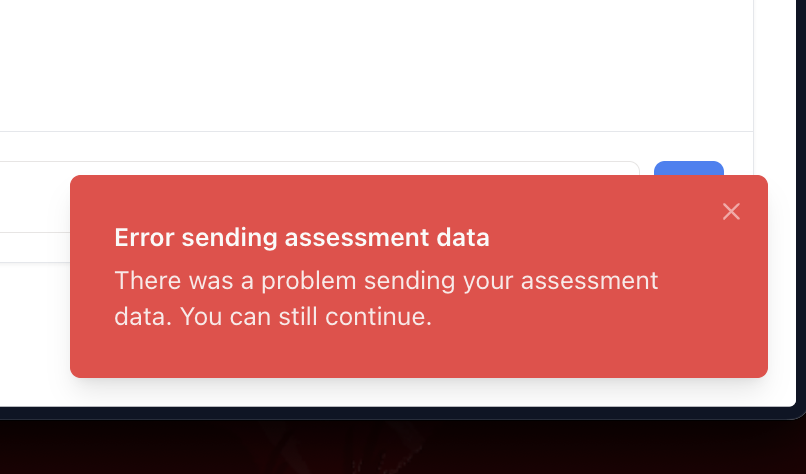 Error sending assessment data
There was a problem sending your assessment
data. You can still continue.